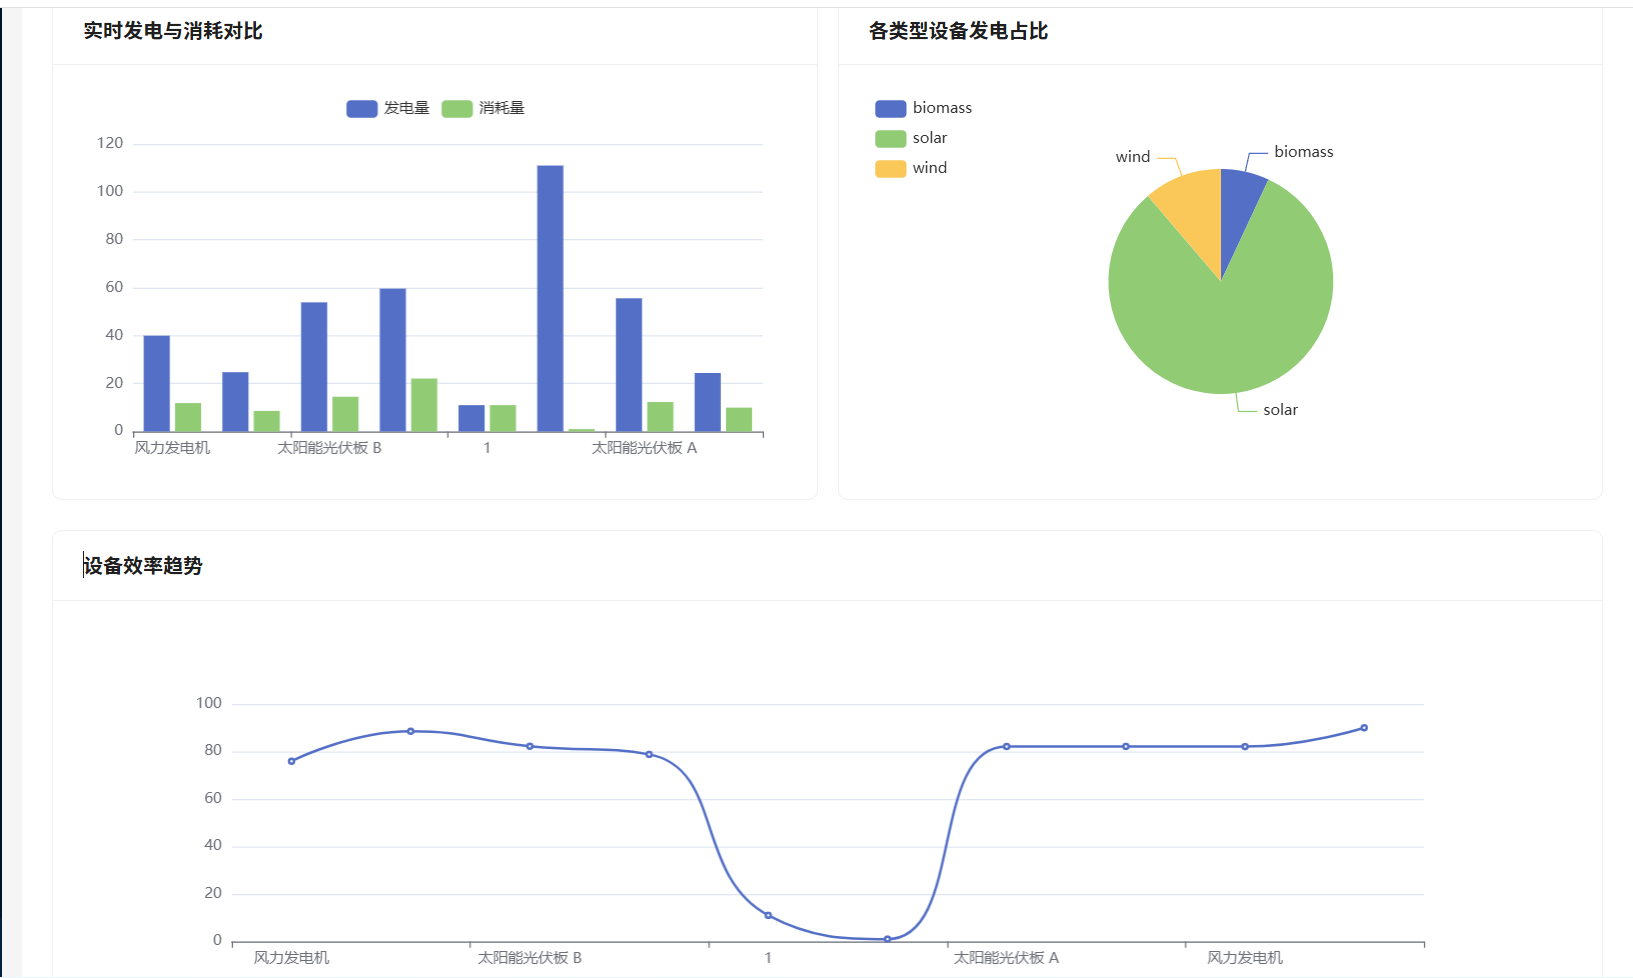 实时发电与消耗对比
发电量 消耗量
120
100
80
60
40
20
0
风力发电机 太阳能光伏板 B 1 太阳能光伏板 A
各类型设备发电占比
biomass
solar
wind
wind
biomass
solar
设备效率趋势
100
80
60
40
20
0
风力发电机 太阳能光伏板 B 1 太阳能光伏板 A 风力发电机